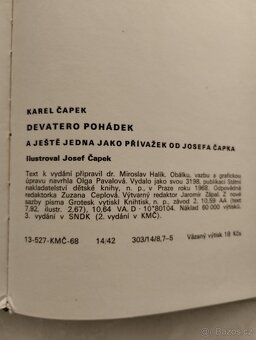 KAREL ČAPEK
DEVATERO POHÁDEK
A JEŠTĚ JEDNA JAKO PŘÍVAŽEK OD JOSEFA ČAPKA
Ilustroval Josef Čapek
Text k vydání připravil dr. Miroslav Halík. Obálku, vazbu a grafickou
úpravu navrhla Olga Pavalová. Vydalo jako svou 3198. publikaci Státní
nakladatelství dětské knihy, n. p., v Praze roku 1968. Odpovědná
redaktorka Zuzana Ceplová. Výtvarný redaktor Jaromír Zápal. Z nové
sazby písma Grotesk vytiskl Knihtisk, n. p., závod 2. 10,59 AA (text
7,92, ilustr. 2,67), 10,64 VA. D - 10*80104. Náklad 60 000 výtisků.
3. vydání v SNDK (2. vydání v KMČ).
13-527-KMČ-68 14/42 303/14/8,7–5 Vázaný výtisk 18 Kčs
bazos.cz